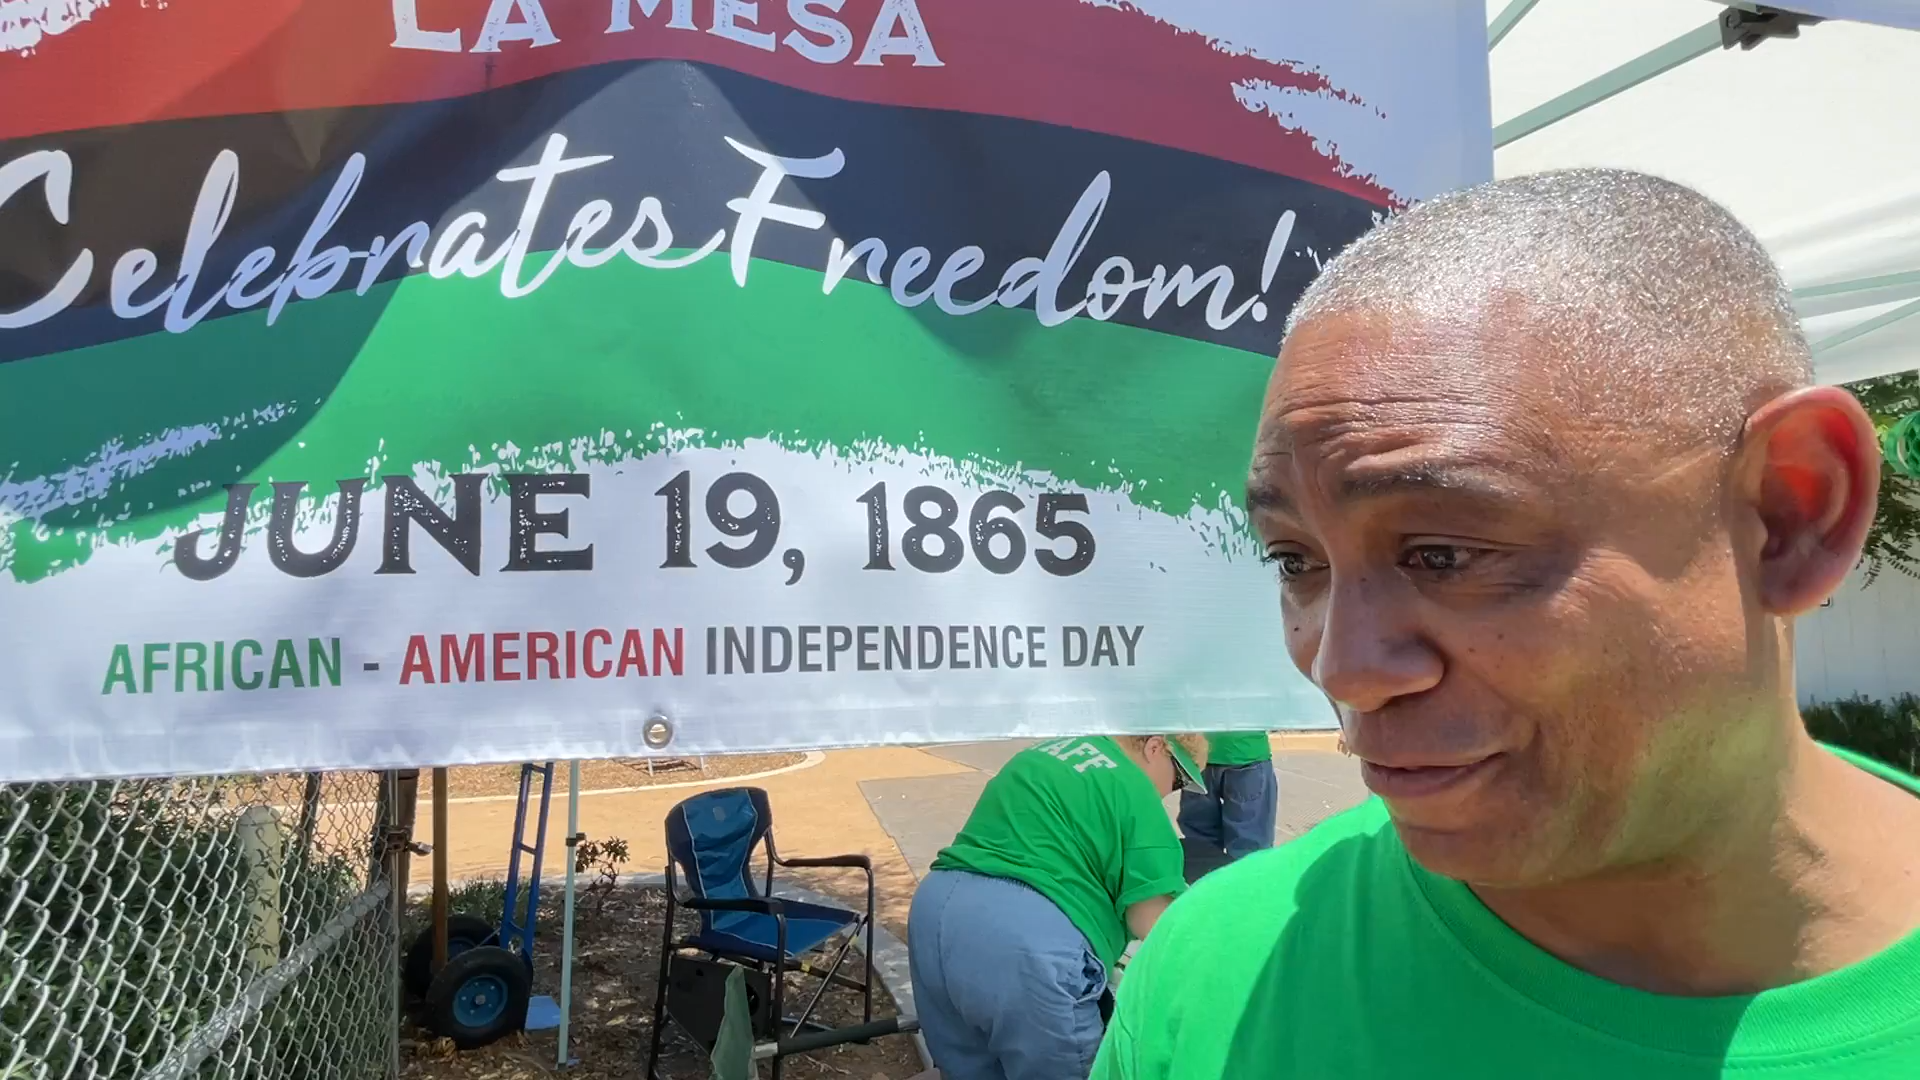 LA MESA
Celebrates Freedom!
JUNE 19, 1865
AFRICAN - AMERICAN INDEPENDENCE DAY